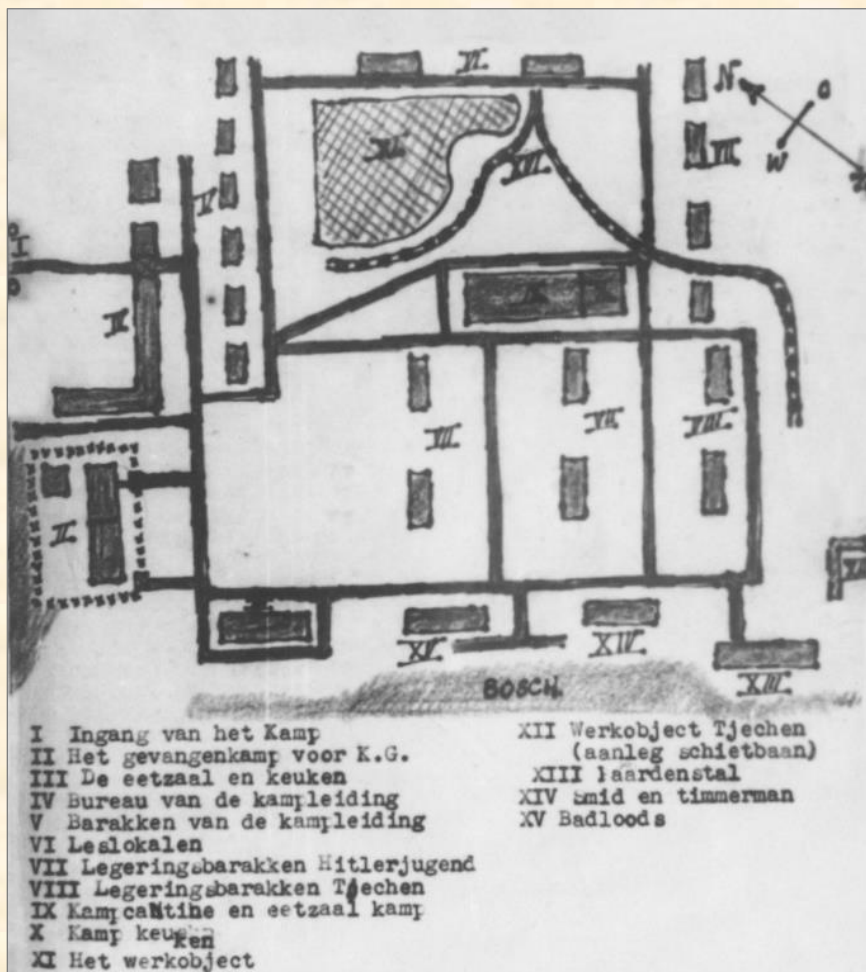 VI
N
O
W
XI
VII
V
I
IX
X
VII
VII
VIII
II
XV
XIV
XIII
BOSCH.
I Ingang van het Kamp
II Het gevangenkamp voor K.G.
III De eetzaal en keuken
IV Bureau van de kampleiding
V Barakken van de kampleiding
VI Leslokalen
VII Legeringsbarakken Hitlerjugend
VIII Legeringsbarakken Tjechen
IX Kampcantine en eetzaal kamp
X Kamp keuken
XI Het werkobject
XII Werkobject Tjechen
(aanleg schietbaan)
XIII Paardenstal
XIV Smid en timmerman
XV Badloods